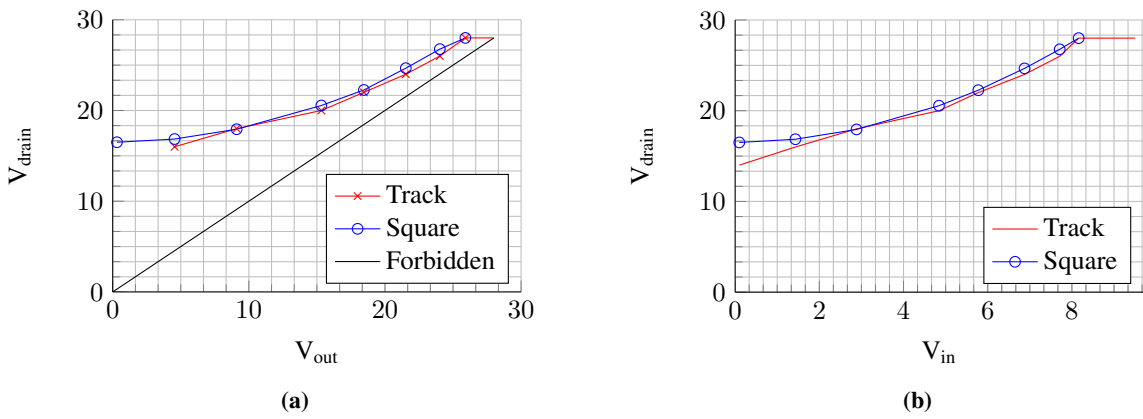 30
20
10
0
V_drain
0 10 20 30
V_out
Track
Square
Forbidden
(a)
30
20
10
0
V_drain
0 2 4 6 8
V_in
Track
Square
(b)